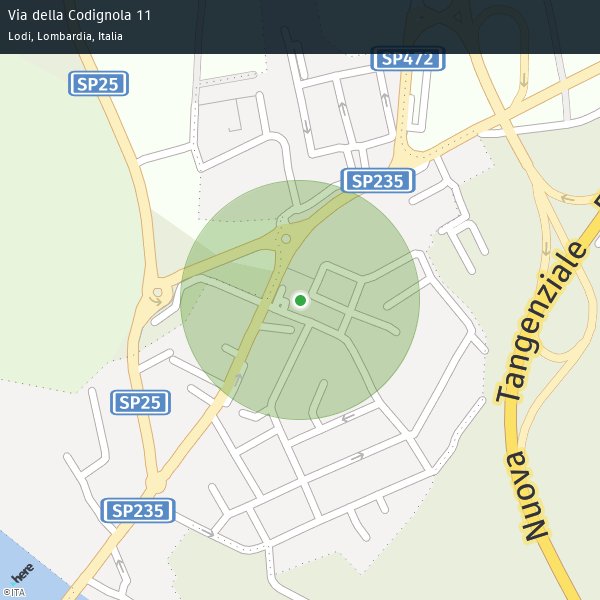 Via della Codignola 11
Lodi, Lombardia, Italia
SP472
SP25
SP235
Nuova Tangenziale
SP25
SP235
here
©ITA